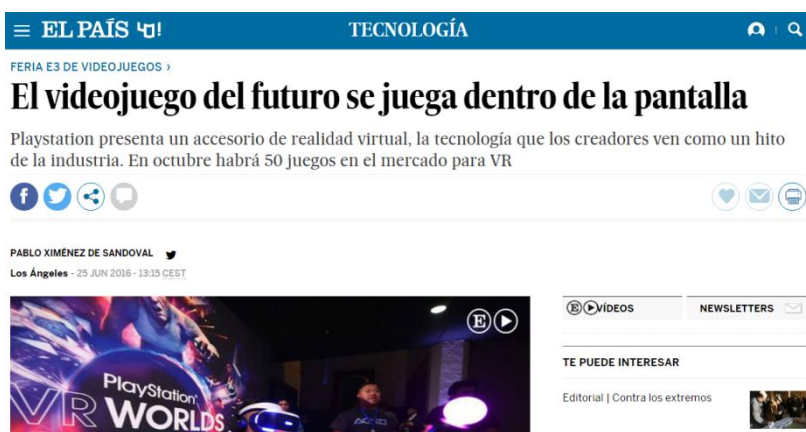 EL PAÍS
TECNOLOGÍA
FERIA E3 DE VIDEOJUEGOS ›
El videojuego del futuro se juega dentro de la pantalla
Playstation presenta un accesorio de realidad virtual, la tecnología que los creadores ven como un hito
de la industria. En octubre habrá 50 juegos en el mercado para VR
PABLO XIMÉNEZ DE SANDOVAL
Los Ángeles - 25 JUN 2016 - 13:15 CEST
E
PlayStation
VR WORLDS
E VÍDEOS
NEWSLETTERS
TE PUEDE INTERESAR
Editorial | Contra los extremos